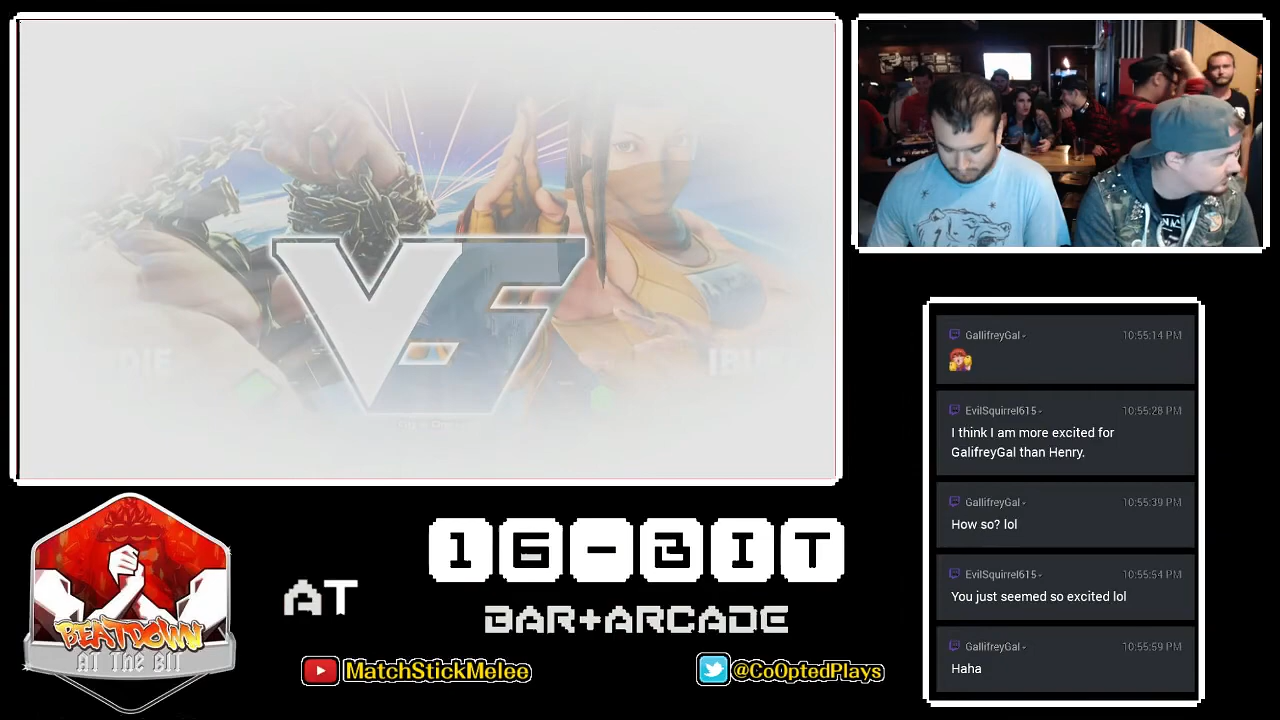 VS
GallifreyGal-
10:55:14 PM
EvilSquirrel615-
10:55:28 PM
I think I am more excited for
GalifreyGal than Henry.
GallifreyGal-
10:55:39 PM
How so? lol
EvilSquirrel615-
10:55:54 PM
You just seemed so excited lol
GallifreyGal-
10:55:59 PM
Haha
BEATDOWN
AT THE BIT
AT
16-BIT
BAR+ARCADE
MatchStickMelee
@CoOptedPlays